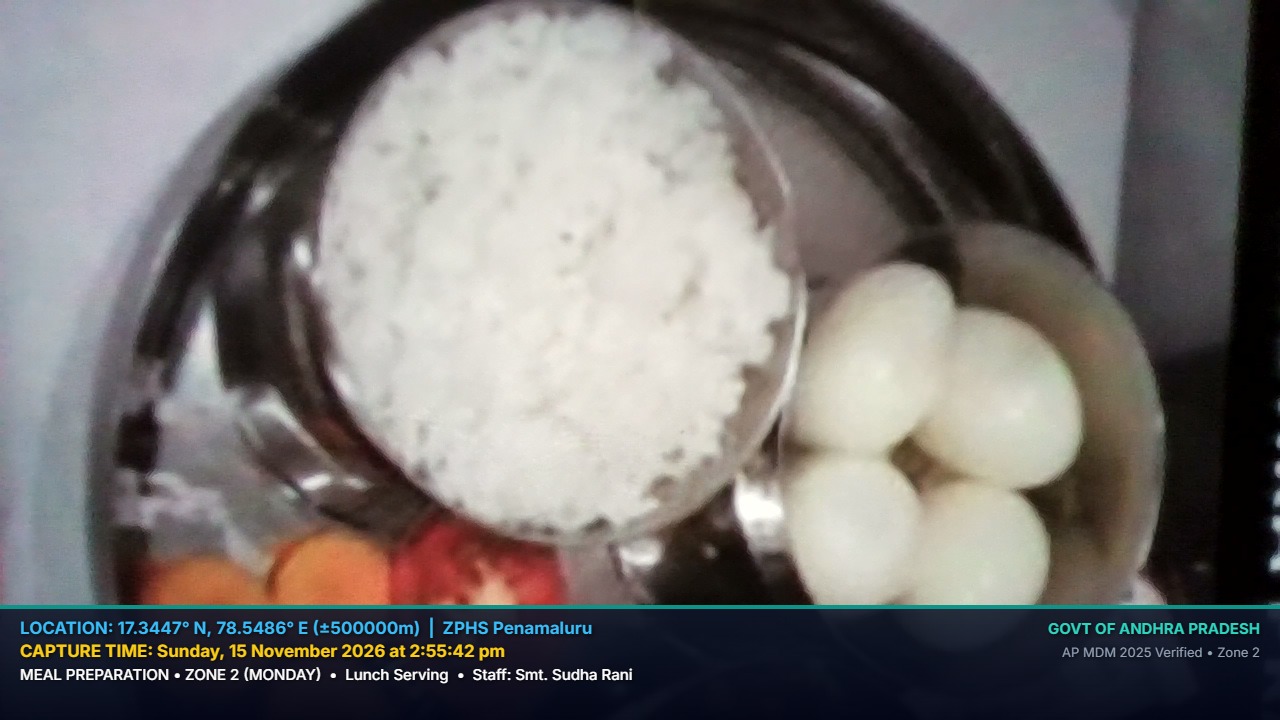 LOCATION: 17.3447° N, 78.5486° E (±500000m) | ZPHS Penamaluru
CAPTURE TIME: Sunday, 15 November 2026 at 2:55:42 pm
MEAL PREPARATION • ZONE 2 (MONDAY) • Lunch Serving • Staff: Smt. Sudha Rani
GOVT OF ANDHRA PRADESH
AP MDM 2025 Verified • Zone 2